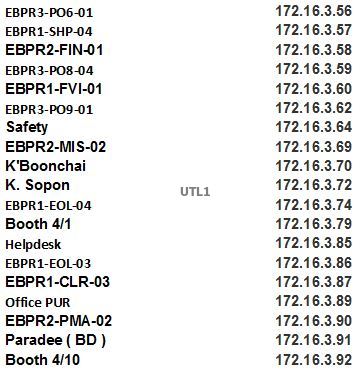 EBPR3-PO6-01 172.16.3.56
EBPR1-SHP-04 172.16.3.57
EBPR2-FIN-01 172.16.3.58
EBPR3-PO8-04 172.16.3.59
EBPR1-FVI-01 172.16.3.60
EBPR3-PO9-01 172.16.3.62
Safety 172.16.3.64
EBPR2-MIS-02 172.16.3.69
K'Boonchai 172.16.3.70
K. Sopon 172.16.3.72
UTL1
EBPR1-EOL-04 172.16.3.74
Booth 4/1 172.16.3.79
Helpdesk 172.16.3.85
EBPR1-EOL-03 172.16.3.86
EBPR1-CLR-03 172.16.3.87
Office PUR 172.16.3.89
EBPR2-PMA-02 172.16.3.90
Paradee ( BD ) 172.16.3.91
Booth 4/10 172.16.3.92